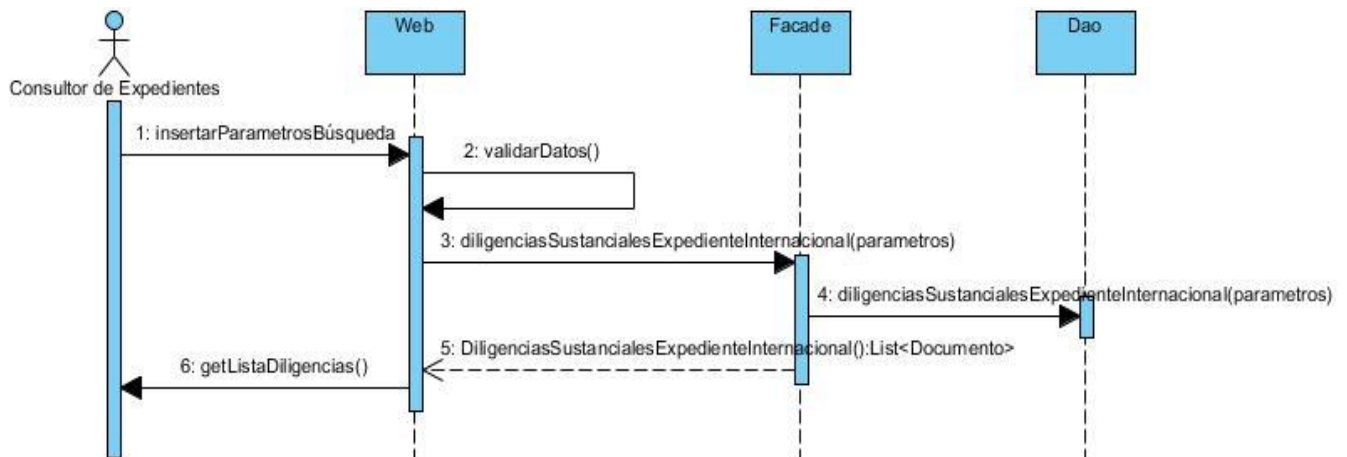 Web
Facade
Dao
Consultor de Expedientes
1: insertarParametrosBúsqueda
2: validarDatos()
3: diligenciasSustancialesExpedienteInternacional(parametros)
4: diligenciasSustancialesExpedienteInternacional(parametros)
5: DiligenciasSustancialesExpedienteInternacional():List<Documento>
6: getListaDiligencias()